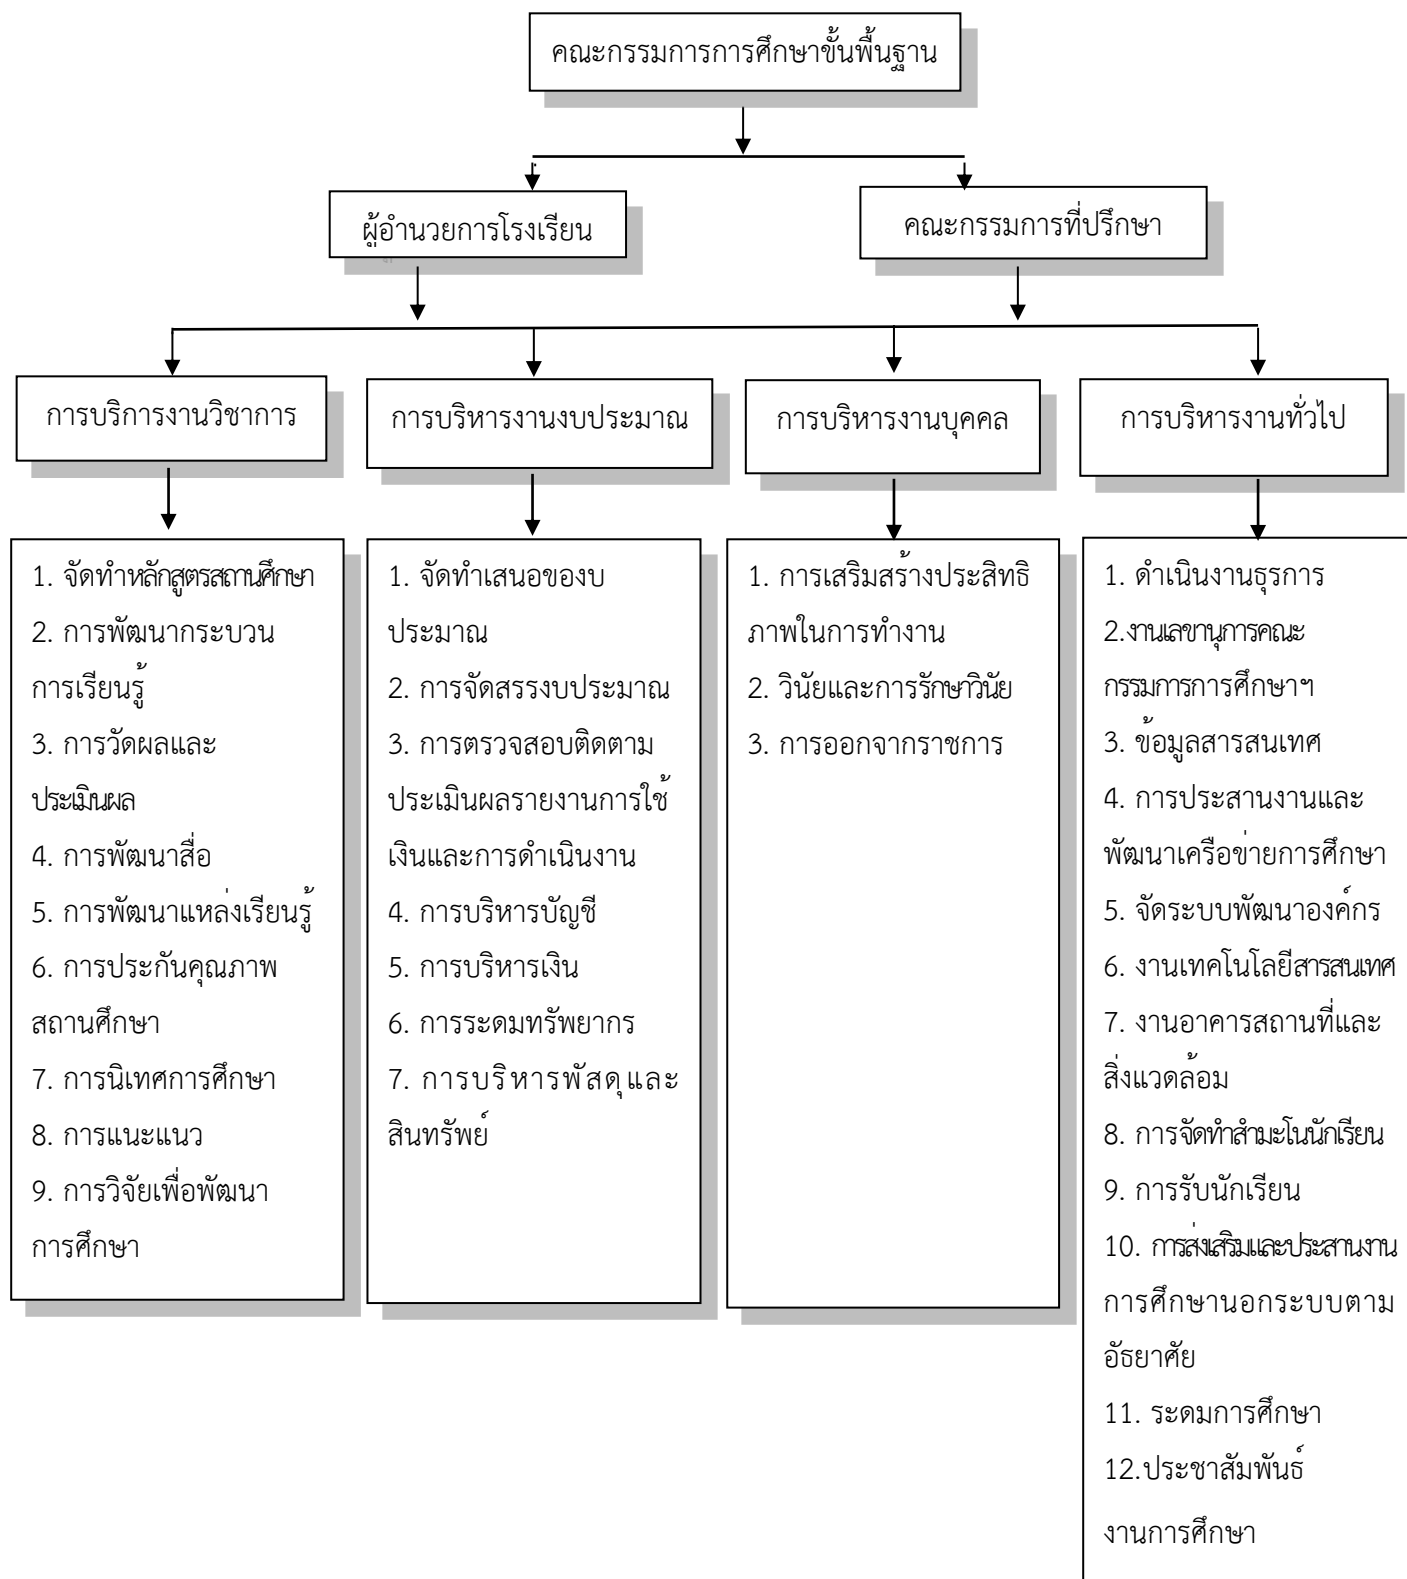 คณะกรรมการการศึกษาขั้นพื้นฐาน
ผู้อำนวยการโรงเรียน
คณะกรรมการที่ปรึกษา
การบริการงานวิชาการ
การบริหารงานงบประมาณ
การบริหารงานบุคคล
การบริหารงานทั่วไป
1. จัดทำหลักสูตรสถานศึกษา
2. การพัฒนากระบวน
การเรียนรู้
3. การวัดผลและ
ประเมินผล
4. การพัฒนาสื่อ
5. การพัฒนาแหล่งเรียนรู้
6. การประกันคุณภาพ
สถานศึกษา
7. การนิเทศการศึกษา
8. การแนะแนว
9. การวิจัยเพื่อพัฒนา
การศึกษา
1. จัดทำเสนอของบ
ประมาณ
2. การจัดสรรงบประมาณ
3. การตรวจสอบติดตาม
ประเมินผลรายงานการใช้
เงินและการดำเนินงาน
4. การบริหารบัญชี
5. การบริหารเงิน
6. การระดมทรัพยากร
7. การบริหารพัสดุและ
สินทรัพย์
1. การเสริมสร้างประสิทธิ
ภาพในการทำงาน
2. วินัยและการรักษาวินัย
3. การออกจากราชการ
1. ดำเนินงานธุรการ
2.งานเลขานุการคณะ
กรรมการการศึกษาฯ
3. ข้อมูลสารสนเทศ
4. การประสานงานและ
พัฒนาเครือข่ายการศึกษา
5. จัดระบบพัฒนาองค์กร
6. งานเทคโนโลยีสารสนเทศ
7. งานอาคารสถานที่และ
สิ่งแวดล้อม
8. การจัดทำสำมะโนนักเรียน
9. การรับนักเรียน
10. การส่งเสริมและประสานงาน
การศึกษานอกระบบตาม
อัธยาศัย
11. ระดมการศึกษา
12.ประชาสัมพันธ์
งานการศึกษา